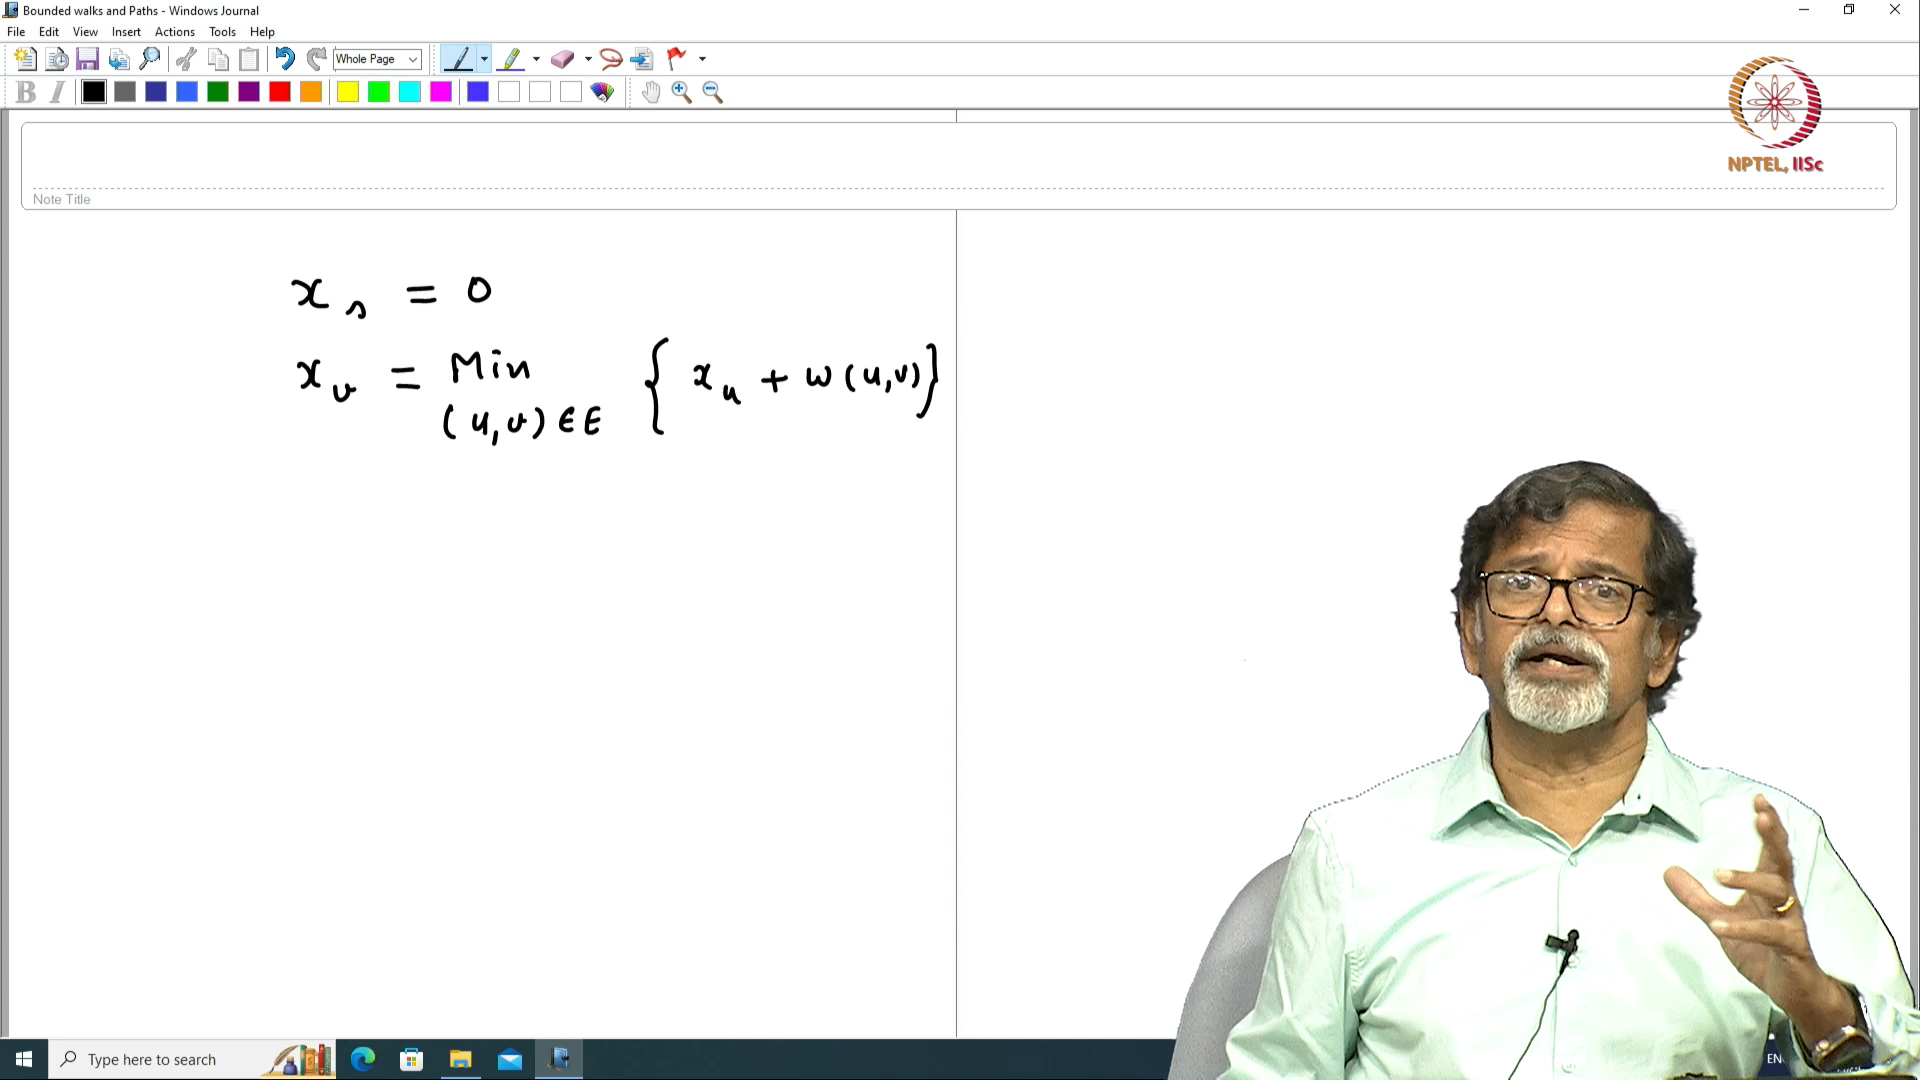 Bounded walks and Paths - Windows Journal
File Edit View Insert Actions Tools Help
Whole Page
B I
NPTEL, IISc
Note Title
x_s = 0
x_v = Min { x_u + w(u,v) }
(u,v) ∈ E
Type here to search
EN